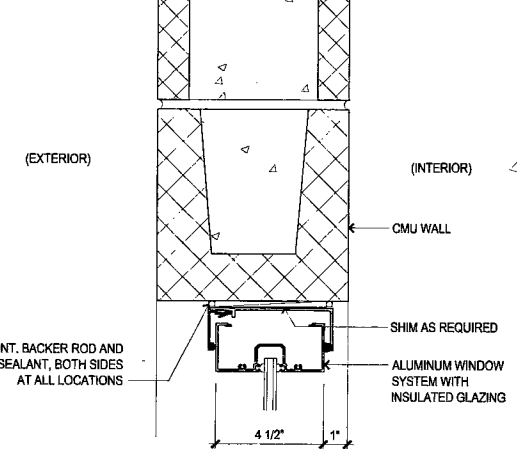 (EXTERIOR)
(INTERIOR)
CMU WALL
SHIM AS REQUIRED
BACKER ROD AND
SEALANT, BOTH SIDES
AT ALL LOCATIONS
ALUMINUM WINDOW
SYSTEM WITH
INSULATED GLAZING
4 1/2"
1"